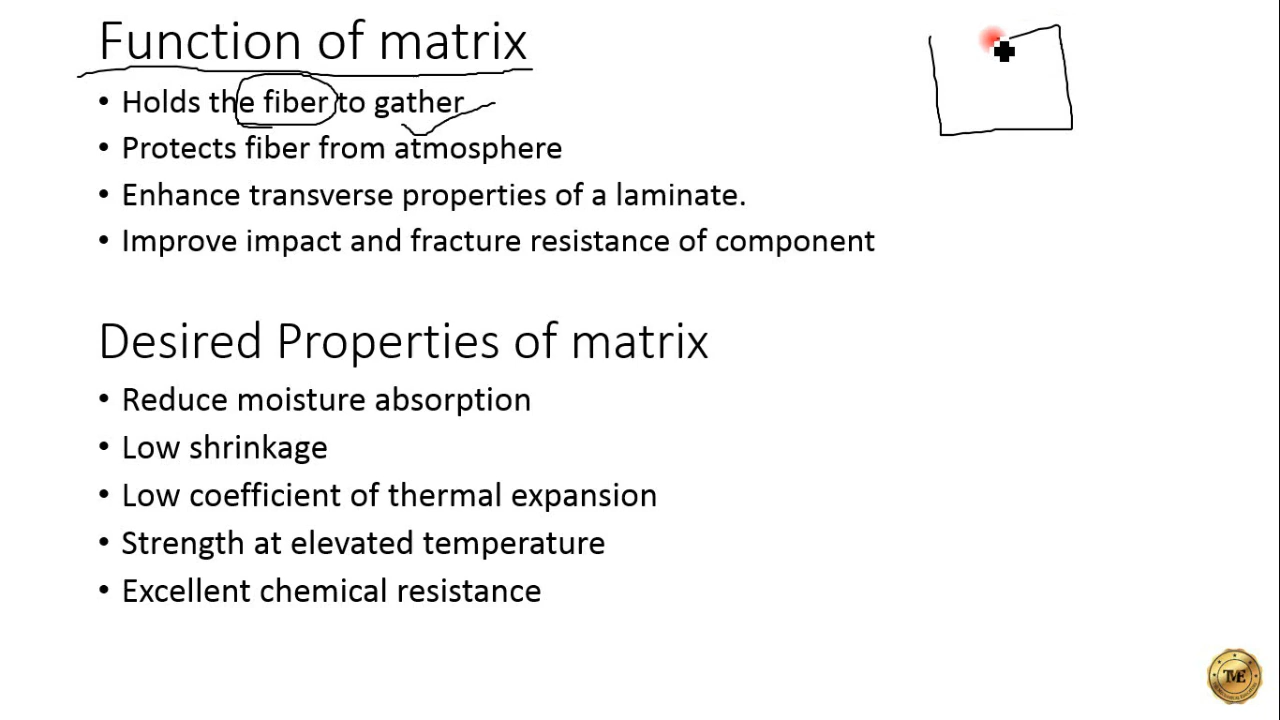 Function of matrix
• Holds the fiber to gather
• Protects fiber from atmosphere
• Enhance transverse properties of a laminate.
• Improve impact and fracture resistance of component
Desired Properties of matrix
• Reduce moisture absorption
• Low shrinkage
• Low coefficient of thermal expansion
• Strength at elevated temperature
• Excellent chemical resistance
TME